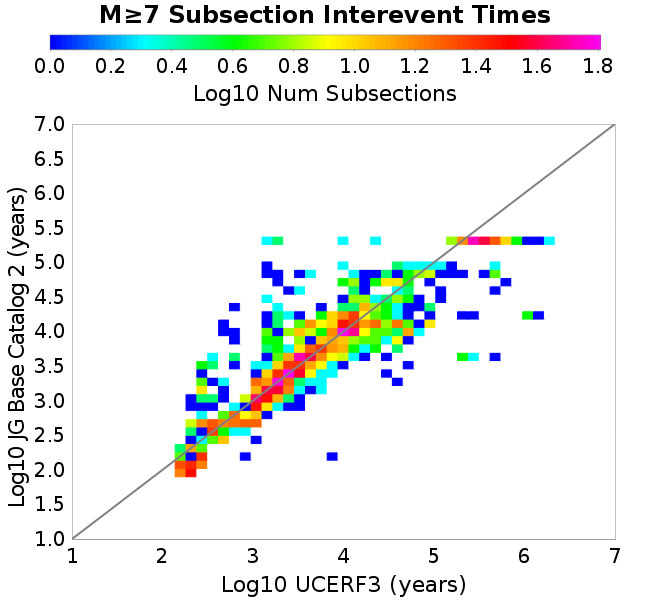 M≥7 Subsection Interevent Times
0.0 0.2 0.4 0.6 0.8 1.0 1.2 1.4 1.6 1.8
Log10 Num Subsections
7.0
6.5
6.0
5.5
5.0
4.5
4.0
3.5
3.0
2.5
2.0
1.5
1.0
Log10 JG Base Catalog 2 (years)
1 2 3 4 5 6 7
Log10 UCERF3 (years)